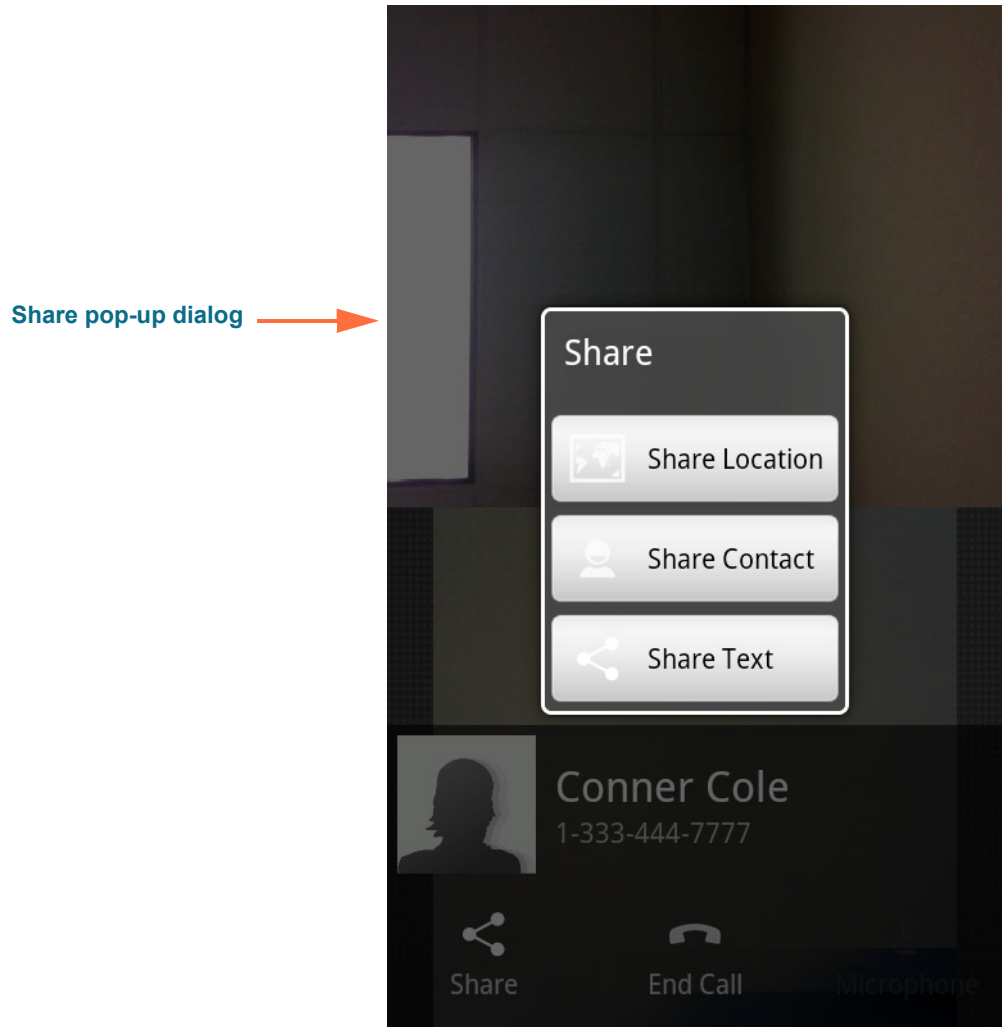 Share pop-up dialog
Share
Share Location
Share Contact
Share Text
Conner Cole
1-333-444-7777
Share
End Call
Microphone